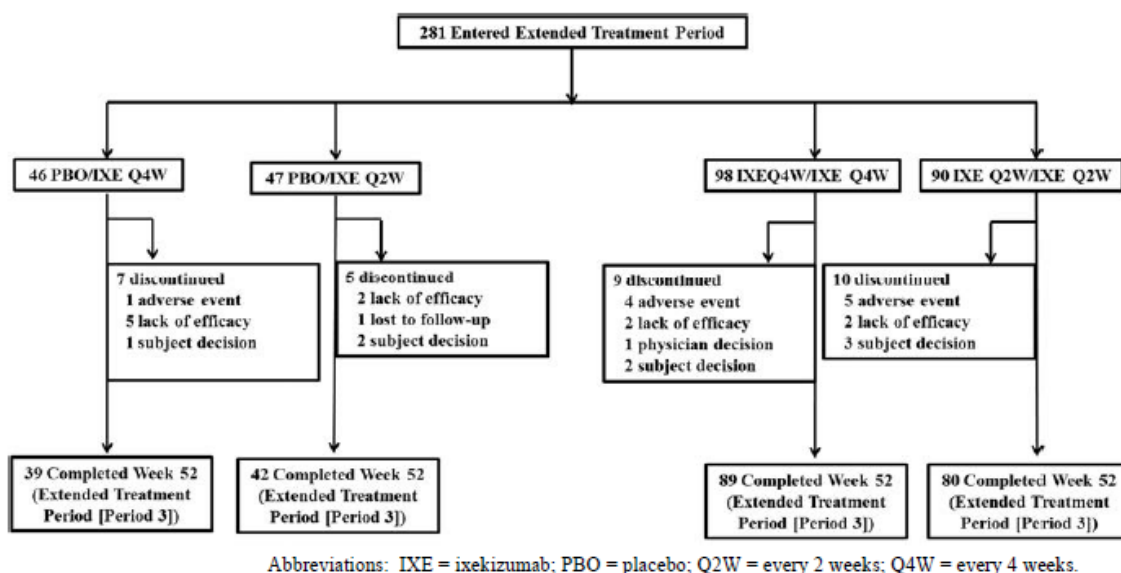 281 Entered Extended Treatment Period
46 PBO/IXE Q4W
47 PBO/IXE Q2W
98 IXEQ4W/IXE Q4W
90 IXE Q2W/IXE Q2W
7 discontinued
1 adverse event
5 lack of efficacy
1 subject decision
5 discontinued
2 lack of efficacy
1 lost to follow-up
2 subject decision
9 discontinued
4 adverse event
2 lack of efficacy
1 physician decision
2 subject decision
10 discontinued
5 adverse event
2 lack of efficacy
3 subject decision
39 Completed Week 52
(Extended Treatment
Period [Period 3])
42 Completed Week 52
(Extended Treatment
Period [Period 3])
89 Completed Week 52
(Extended Treatment
Period [Period 3])
80 Completed Week 52
(Extended Treatment
Period [Period 3])
Abbreviations: IXE = ixekizumab; PBO = placebo; Q2W = every 2 weeks; Q4W = every 4 weeks.